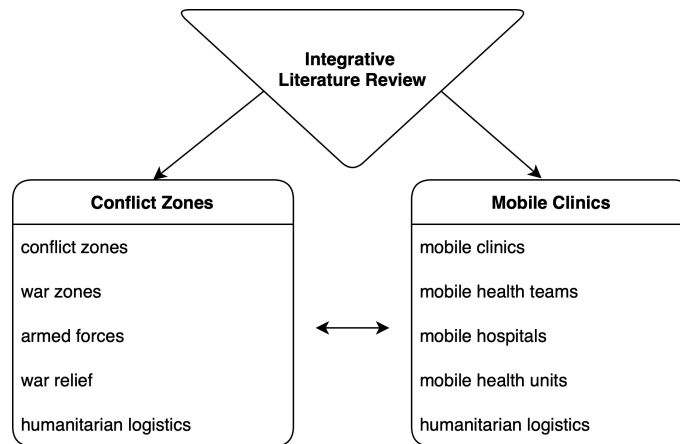 Integrative
Literature Review
Conflict Zones
conflict zones
war zones
armed forces
war relief
humanitarian logistics
Mobile Clinics
mobile clinics
mobile health teams
mobile hospitals
mobile health units
humanitarian logistics